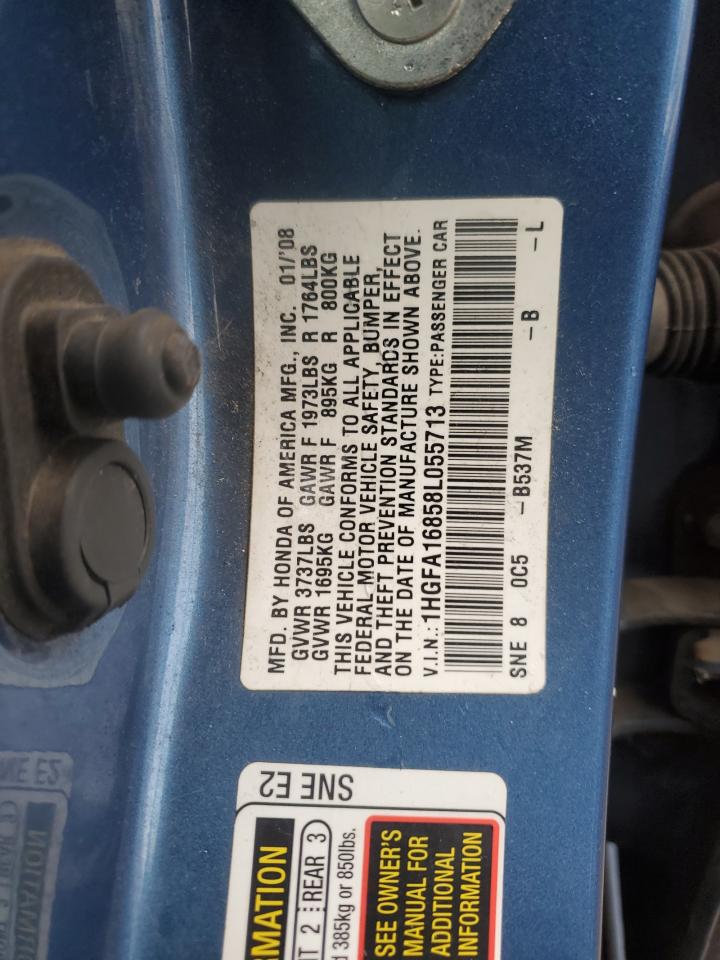 MFD. BY HONDA OF AMERICA MFG., INC. 01/'08
GVWR 3737LBS GAWR F 1973LBS R 1764LBS
GVWR 1695KG GAWR F 895KG R 800KG
THIS VEHICLE CONFORMS TO ALL APPLICABLE
FEDERAL MOTOR VEHICLE SAFETY, BUMPER,
AND THEFT PREVENTION STANDARDS IN EFFECT
ON THE DATE OF MANUFACTURE SHOWN ABOVE.
V.I.N.:1HGFA16858L055713 TYPE:PASSENGER CAR
SNE 8 0C5 -B537M -B -L
SNE E2
REAR 3
385kg or 850lbs.
SEE OWNER'S
MANUAL FOR
ADDITIONAL
INFORMATION